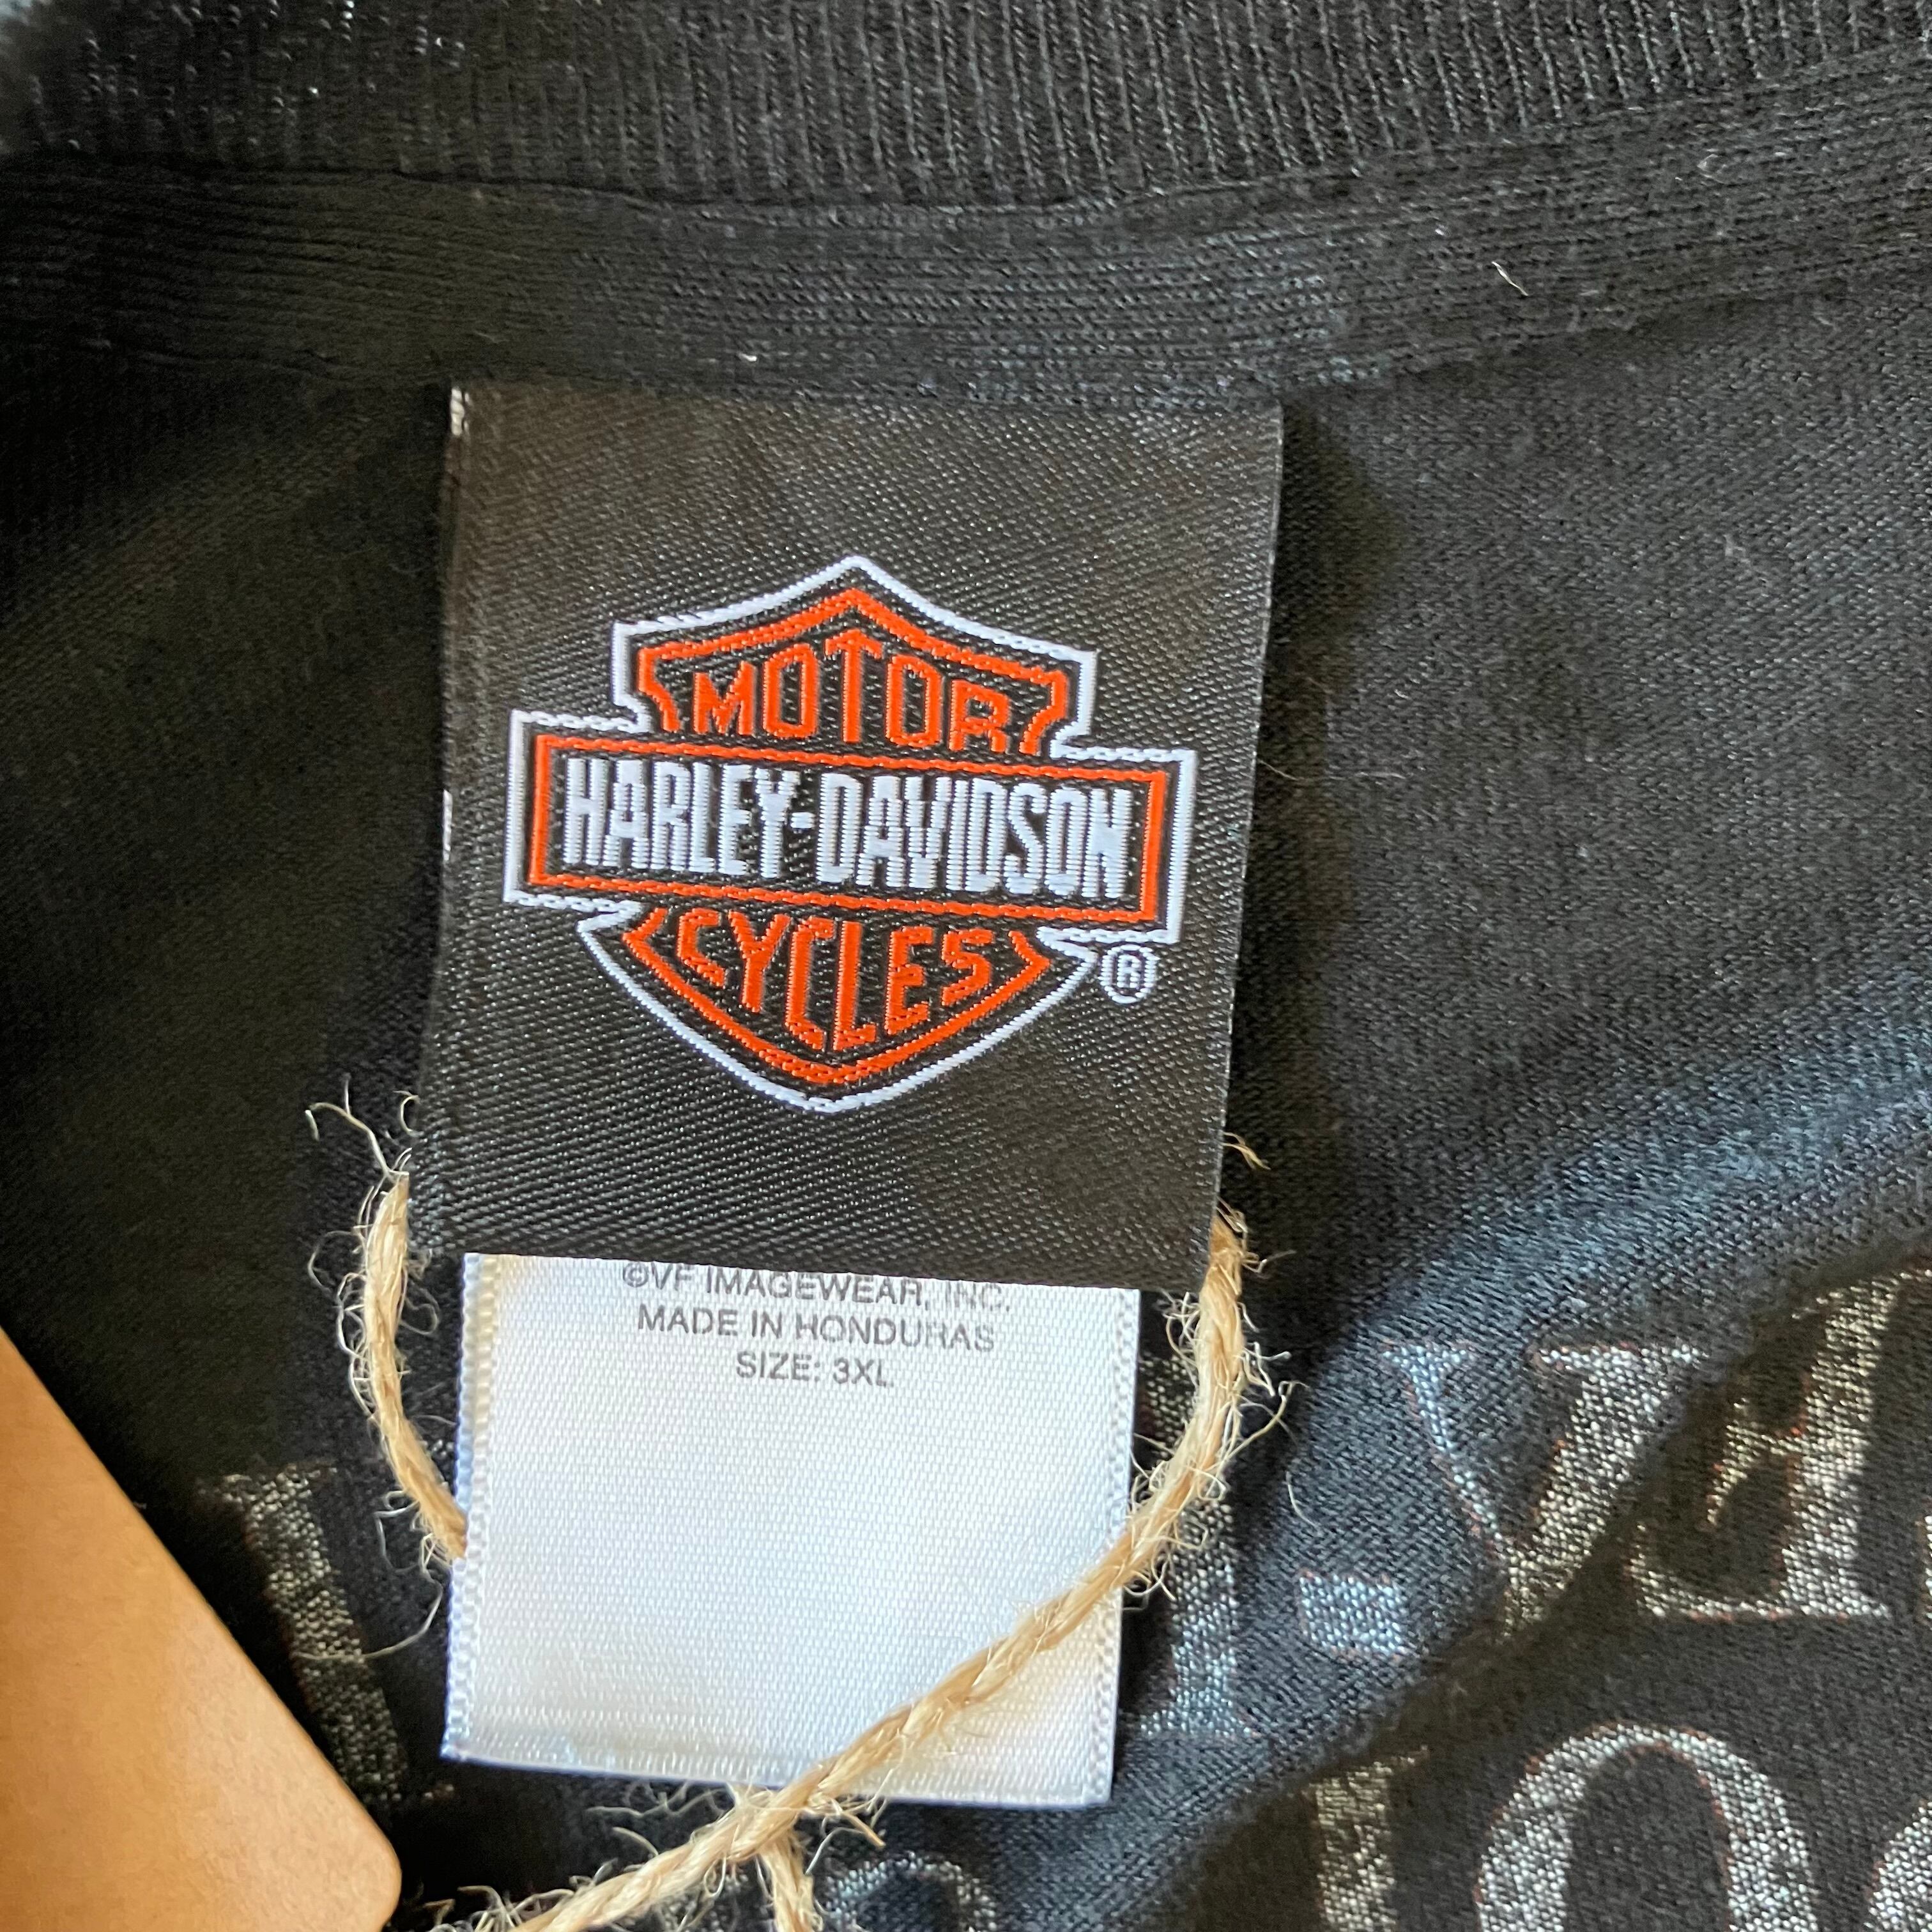 MOTOR
HARLEY-DAVIDSON
CYCLES
®
©VF IMAGEWEAR, INC.
MADE IN HONDURAS
SIZE: 3XL